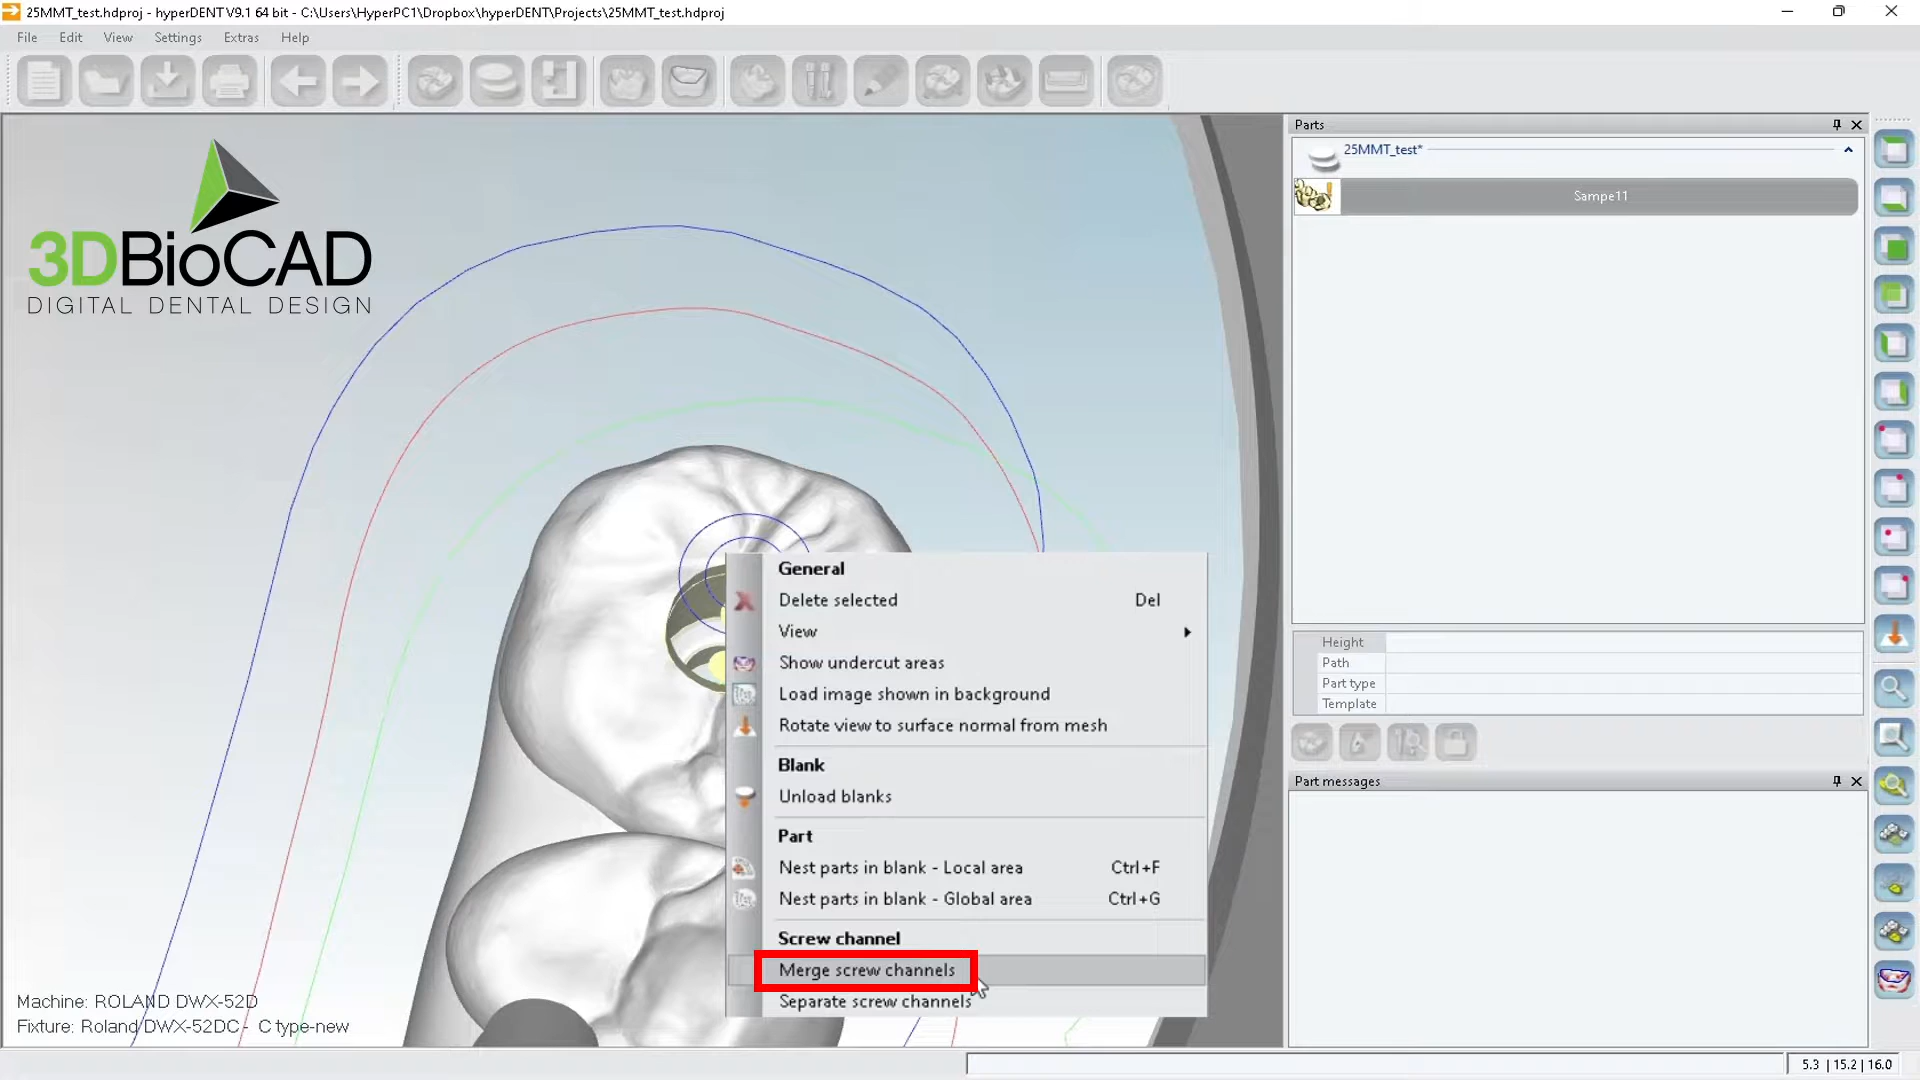 25MMT_test.hdproj - hyperDENT V9.1 64 bit - C:\Users\HyperPC1\Dropbox\hyperDENT\Projects\25MMT_test.hdproj
File Edit View Settings Extras Help
3DBioCAD
DIGITAL DENTAL DESIGN
Parts
25MMT_test*
Sampe11
General
Delete selected Del
View
Show undercut areas
Load image shown in background
Rotate view to surface normal from mesh
Blank
Unload blanks
Part
Nest parts in blank - Local area Ctrl+F
Nest parts in blank - Global area Ctrl+G
Screw channel
Merge screw channels
Separate screw channels
Height
Path
Part type
Template
Part messages
Machine: ROLAND DWX-52D
Fixture: Roland DWX-52DC - C type-new
5.3 | 15.2 | 16.0